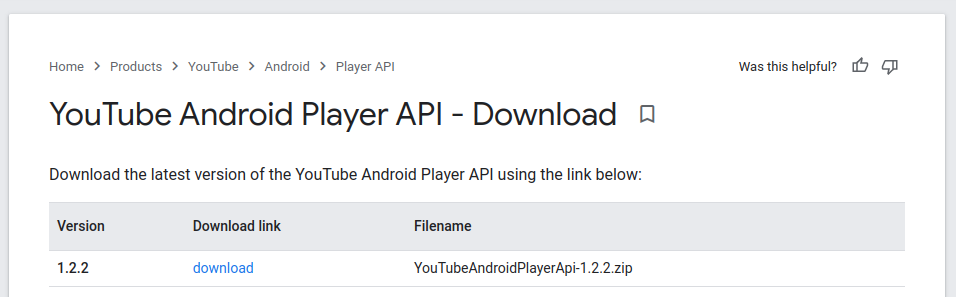 Home > Products > YouTube > Android > Player API Was this helpful?
YouTube Android Player API - Download
Download the latest version of the YouTube Android Player API using the link below:
Version Download link Filename
1.2.2 download YouTubeAndroidPlayerApi-1.2.2.zip